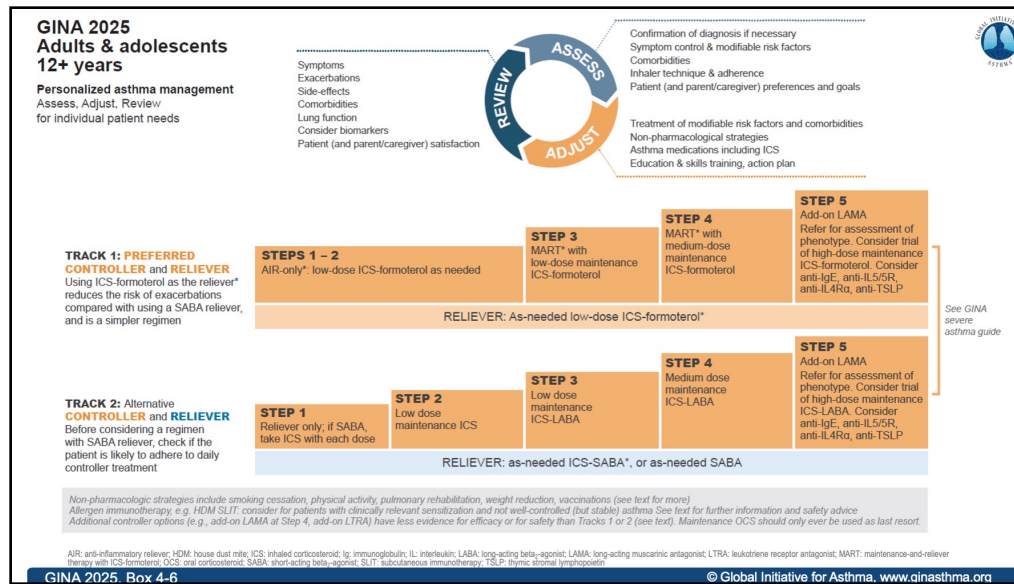 GINA 2025
Adults & adolescents
12+ years
Personalized asthma management
Assess, Adjust, Review
for individual patient needs
Symptoms
Exacerbations
Side-effects
Comorbidities
Lung function
Consider biomarkers
Patient (and parent/caregiver) satisfaction
REVIEW
ASSESS
ADJUST
Confirmation of diagnosis if necessary
Symptom control & modifiable risk factors
Comorbidities
Inhaler technique & adherence
Patient (and parent/caregiver) preferences and goals
Treatment of modifiable risk factors and comorbidities
Non-pharmacological strategies
Asthma medications including ICS
Education & skills training, action plan
GLOBAL INITIATIVE
ASTHMA
TRACK 1: PREFERRED
CONTROLLER and RELIEVER
Using ICS-formoterol as the reliever*
reduces the risk of exacerbations
compared with using a SABA reliever,
and is a simpler regimen
STEPS 1 – 2
AIR-only*: low-dose ICS-formoterol as needed
STEP 3
MART* with
low-dose maintenance
ICS-formoterol
STEP 4
MART* with
medium-dose
maintenance
ICS-formoterol
STEP 5
Add-on LAMA
Refer for assessment of
phenotype. Consider trial
of high-dose maintenance
ICS-formoterol. Consider
anti-IgE, anti-IL5/5R,
anti-IL4Rα, anti-TSLP
RELIEVER: As-needed low-dose ICS-formoterol*
See GINA
severe
asthma guide
TRACK 2: Alternative
CONTROLLER and RELIEVER
Before considering a regimen
with SABA reliever, check if the
patient is likely to adhere to daily
controller treatment
STEP 1
Reliever only; if SABA,
take ICS with each dose
STEP 2
Low dose
maintenance ICS
STEP 3
Low dose
maintenance
ICS-LABA
STEP 4
Medium dose
maintenance
ICS-LABA
STEP 5
Add-on LAMA
Refer for assessment of
phenotype. Consider trial
of high-dose maintenance
ICS-LABA. Consider
anti-IgE, anti-IL5/5R,
anti-IL4Rα, anti-TSLP
RELIEVER: as-needed ICS-SABA*, or as-needed SABA
Non-pharmacologic strategies include smoking cessation, physical activity, pulmonary rehabilitation, weight reduction, vaccinations (see text for more)
Allergen immunotherapy, e.g. HDM SLIT: consider for patients with clinically relevant sensitization and not well-controlled (but stable) asthma See text for further information and safety advice
Additional controller options (e.g., add-on LAMA at Step 4, add-on LTRA) have less evidence for efficacy or for safety than Tracks 1 or 2 (see text). Maintenance OCS should only ever be used as last resort.
AIR: anti-inflammatory reliever; HDM: house dust mite; ICS: inhaled corticosteroid; Ig: immunoglobulin; IL: interleukin; LABA: long-acting beta₂-agonist; LAMA: long-acting muscarinic antagonist; LTRA: leukotriene receptor antagonist; MART: maintenance-and-reliever
therapy with ICS-formoterol; OCS: oral corticosteroid; SABA: short-acting beta₂-agonist; SLIT: subcutaneous immunotherapy; TSLP: thymic stromal lymphopoietin
GINA 2025, Box 4-6
© Global Initiative for Asthma, www.ginasthma.org